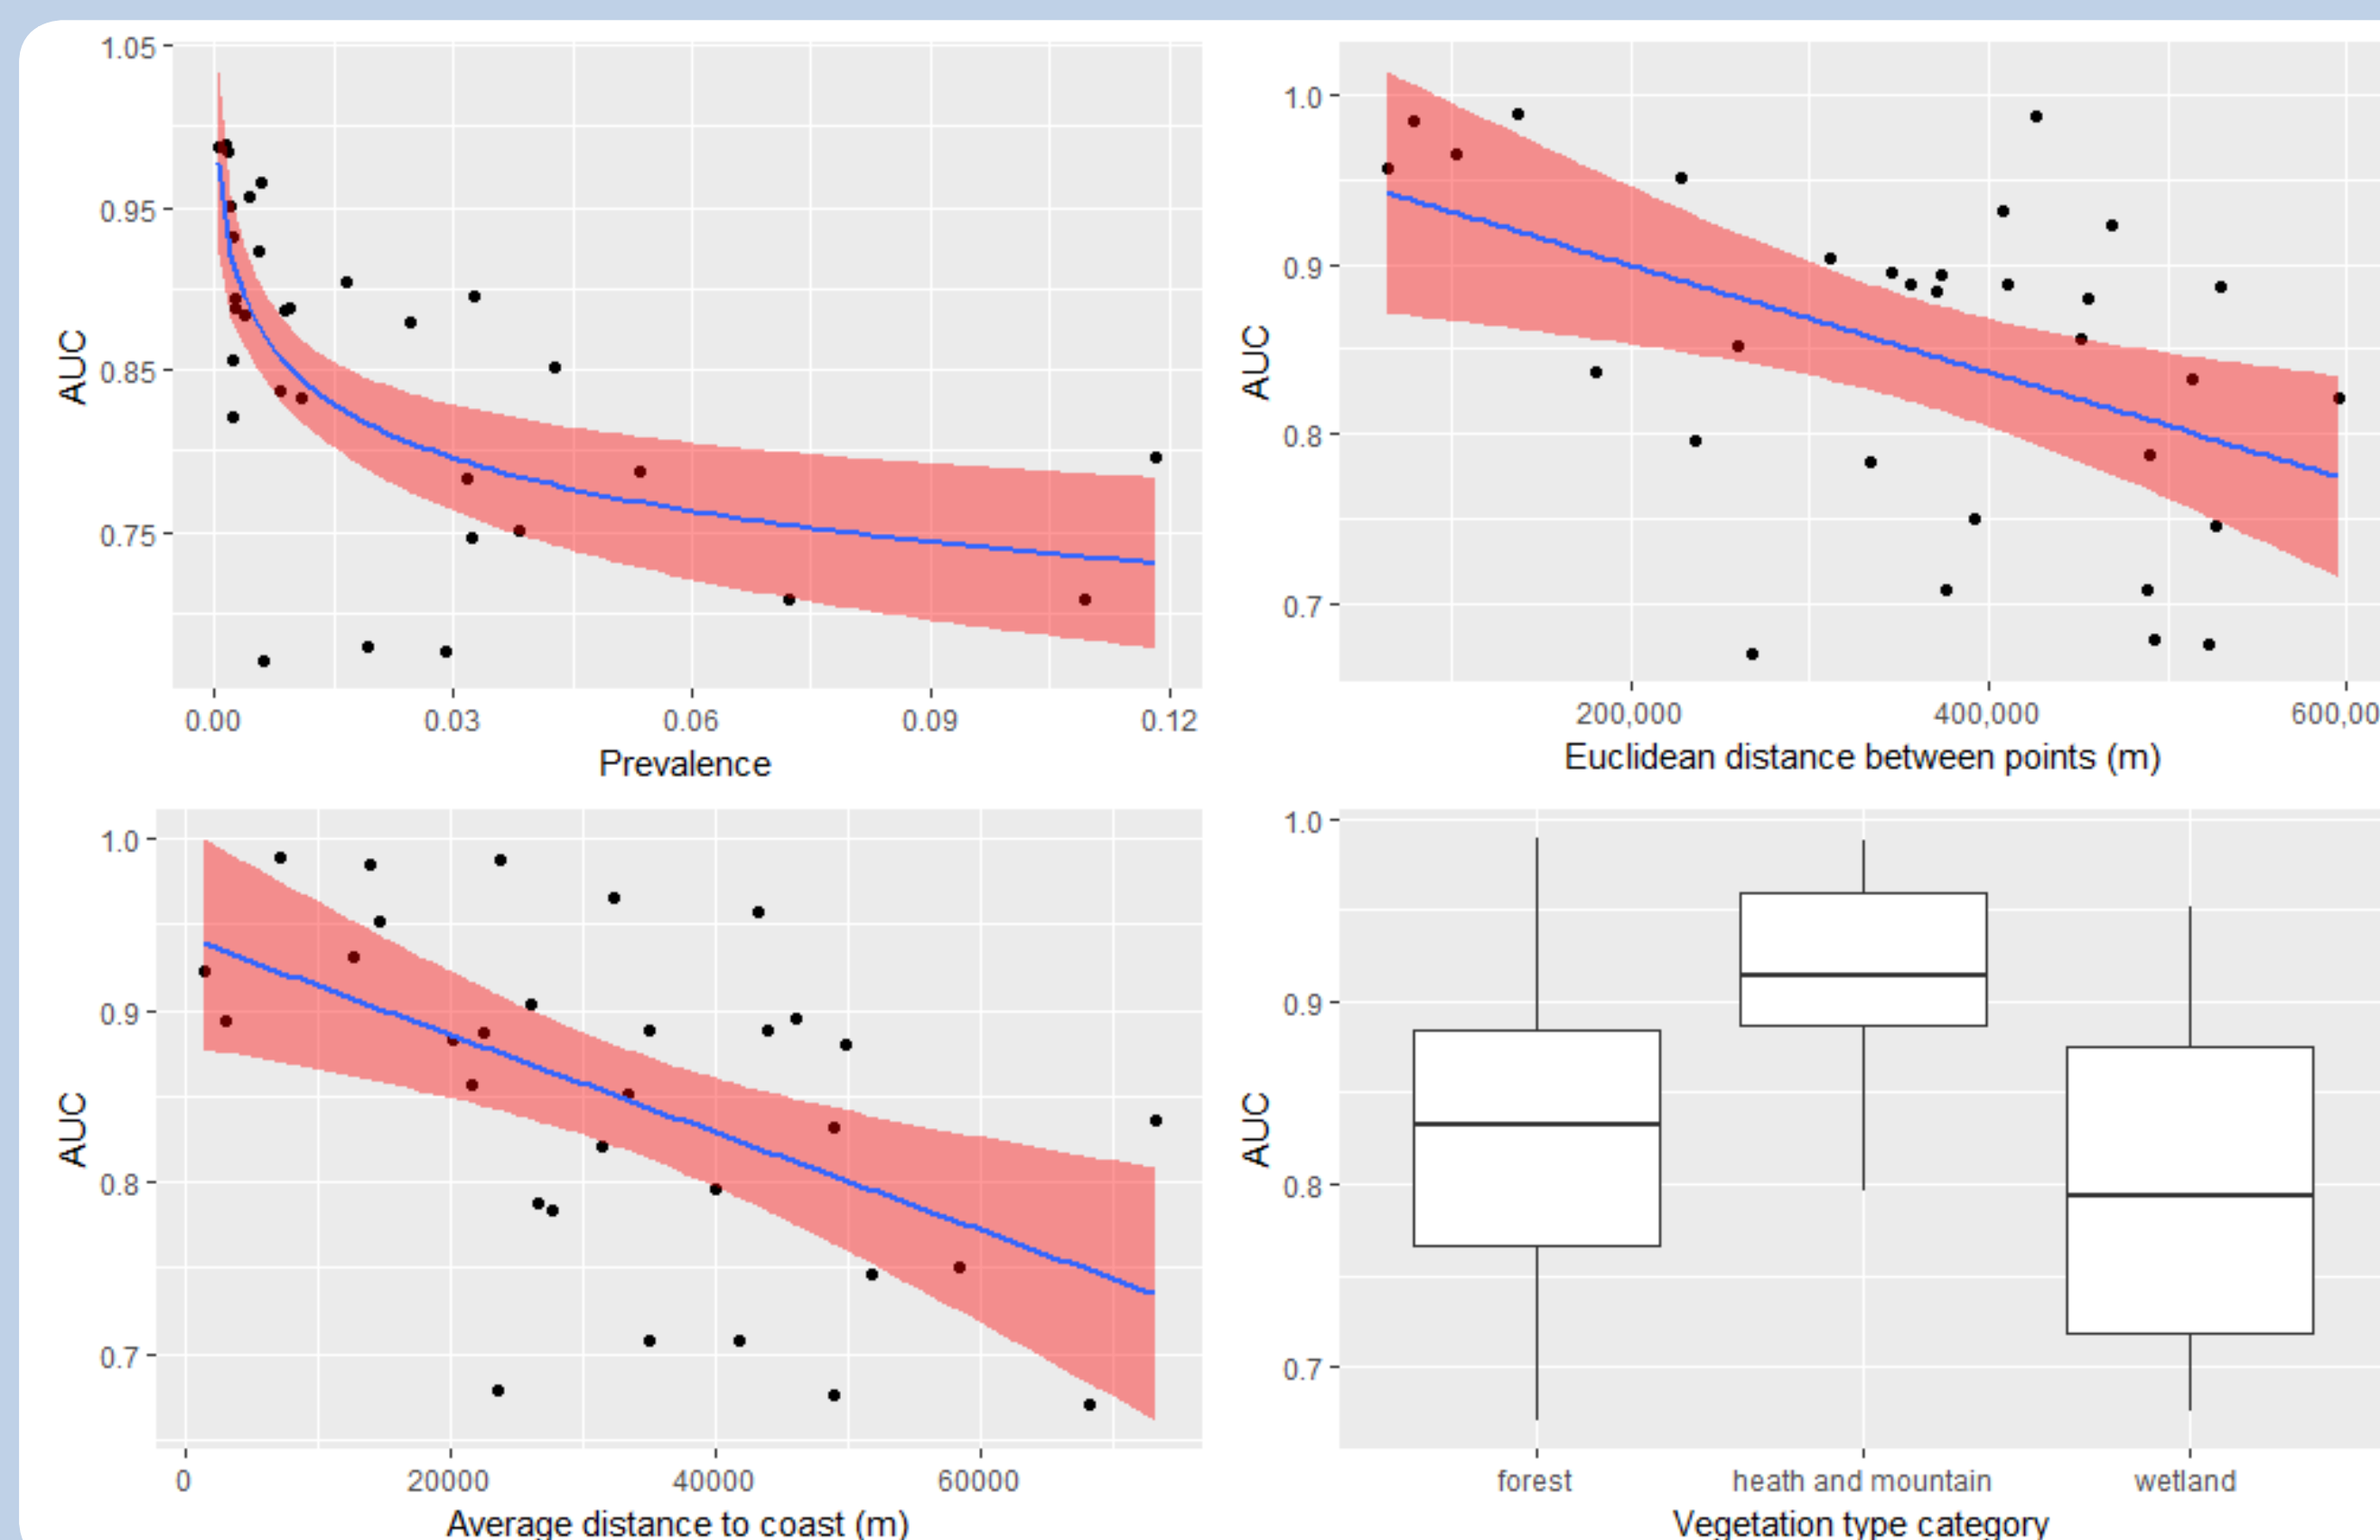 1.05
0.95
0.85
0.75
AUC
0.00 0.03 0.06 0.09 0.12
Prevalence
1.0
0.9
0.8
0.7
AUC
200,000 400,000 600,00
Euclidean distance between points (m)
1.0
0.9
0.8
0.7
AUC
0 20000 40000 60000
Average distance to coast (m)
1.0
0.9
0.8
0.7
AUC
forest heath and mountain wetland
Vegetation type category